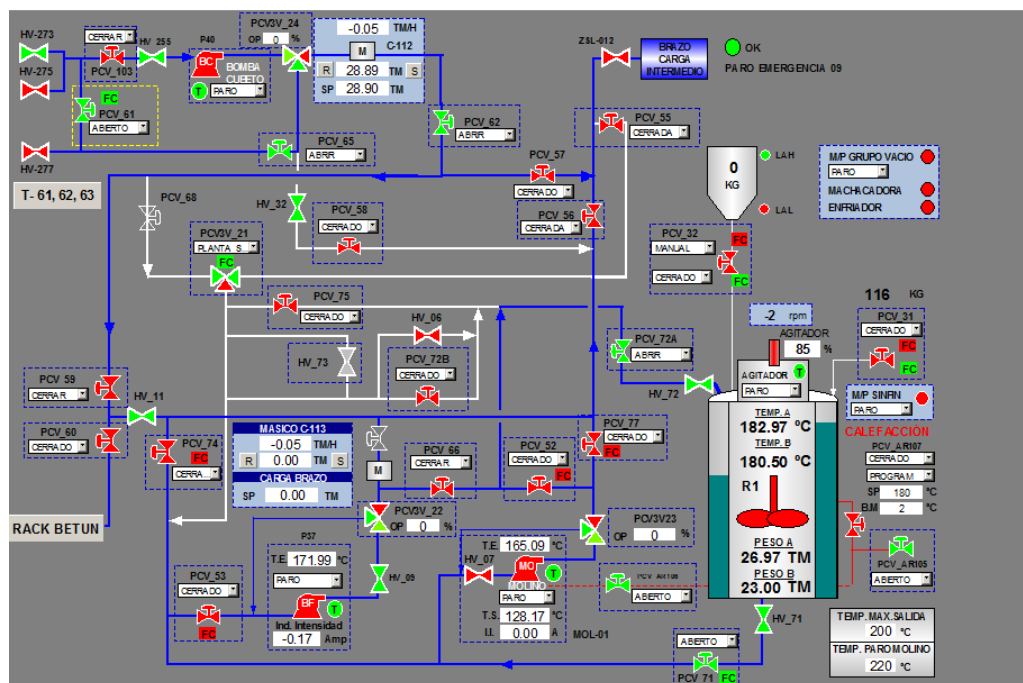 HV-273
CERRAR
PCV_103
HV_255
P40
BC
BOMBA
T
PARO
PCV3V_24
OP 0 %
-0.05 TM/H
M C-112
R 28.89 TM S
SP 28.90 TM
ZSL-012
BRAZO
CARGA
INTERMEDIO
OK
PARO EMERGENCIA 09
HV-275
FC
PCV_61
ABIERTO
HV-277
T- 61, 62, 63
PCV_65
ABRIR
PCV_62
ABRIR
PCV_55
CERRADA
PCV_57
CERRADO
PCV_56
CERRADA
PCV_68
HV_32
PCV_58
CERRADO
PCV3V_21
PLANTA S
FC
0
KG
LAH
LAL
M/P GRUPO VACIO
PARO
MACHACADORA
ENFRIADOR
PCV_32
MANUAL
CERRADO
FC
FC
116 KG
PCV_31
CERRADO
FC
FC
PCV_75
CERRADO
HV_06
HV_73
PCV_72B
CERRADO
PCV_72A
ABRIR
HV_72
-2 rpm
AGITADOR
85 %
AGITADOR T
PARO
M/P SINFIN
PARO
CALEFACCIÓN
PCV_AR107
CERRADO
PROGRAM
SP 180 °C
B.M 2 °C
PCV_59
CERRAR
HV_11
PCV_60
CERRADO
PCV_74
FC
CERRA...
MASICO C-113
-0.05 TM/H
R 0.00 TM S
CARGA BRAZO
SP 0.00 TM
M
PCV_66
CERRAR
PCV_52
CERRADO
FC
PCV_77
CERRADO
FC
TEMP. A
182.97 °C
TEMP. B
180.50 °C
R1
PESO A
26.97 TM
PESO B
23.00 TM
RACK BETUN
PCV3V_22
OP 0 %
PCV3V23
OP 0 %
P37
T.E. 171.99 °C
PARO
BF
T
Ind. Intensidad
-0.17 Amp
HV_09
HV_07
T.E. 165.09 °C
MO
T
MOLINO
PARO
T.S. 128.17 °C
I.I. 0.00 A
MOL-01
PCV_53
CERRADO
FC
PCV_AR106
ABIERTO
PCV_AR105
ABIERTO
HV_71
ABIERTO
PCV_71 FC
TEMP. MAX. SALIDA
200 °C
TEMP. PARO MOLINO
220 °C